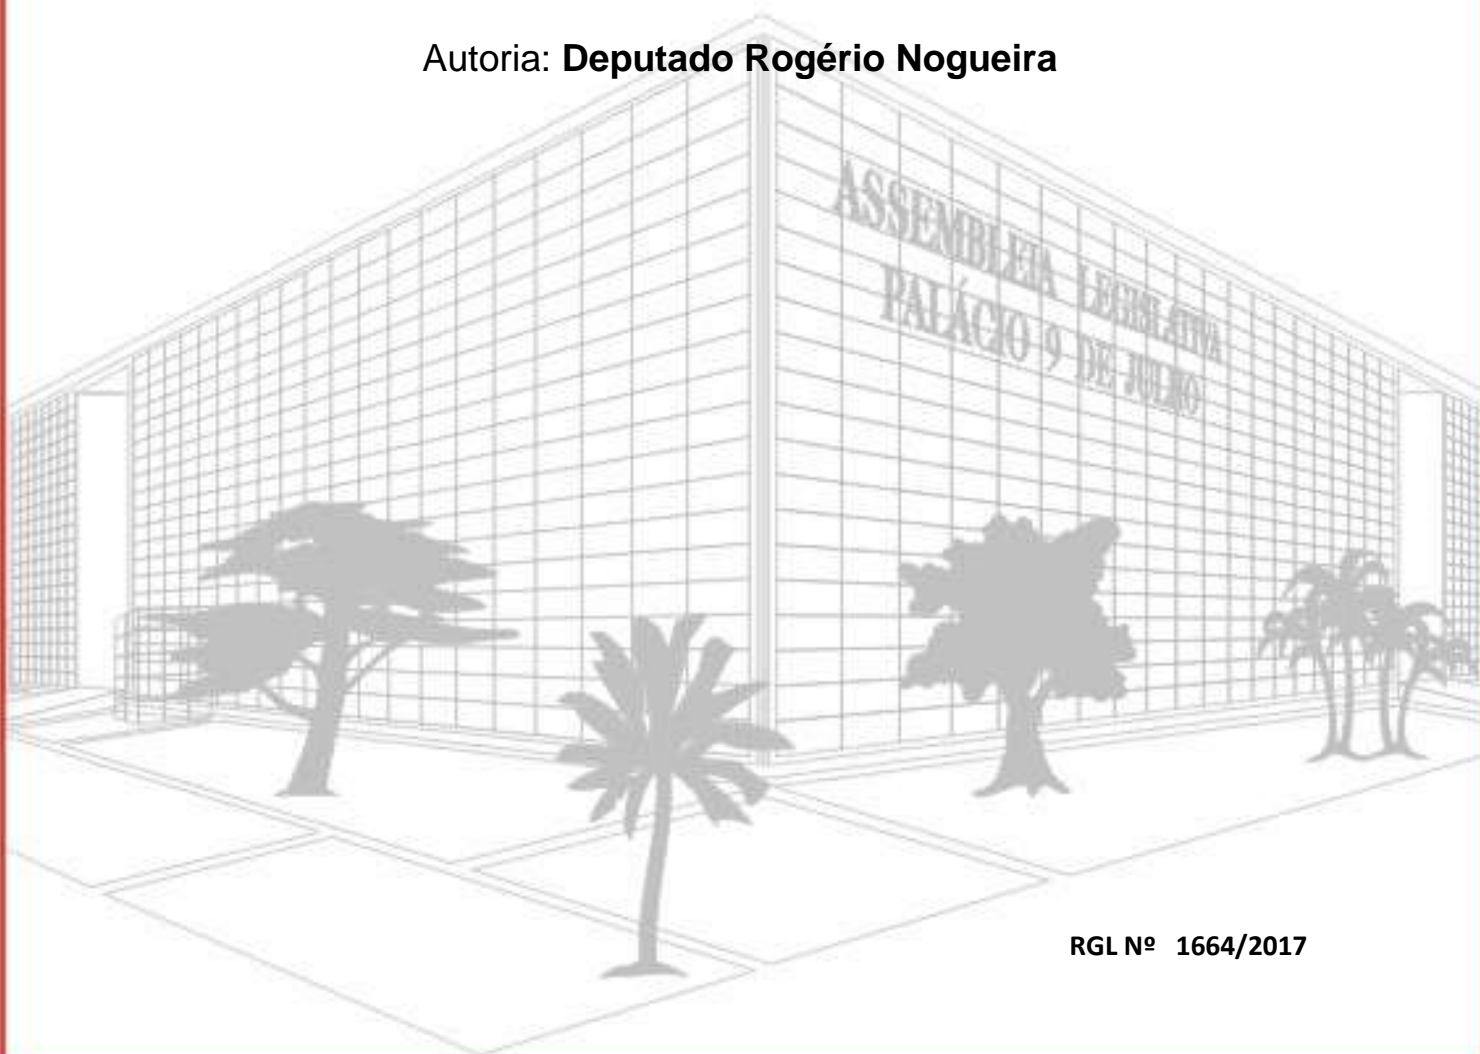 Autoria: Deputado Rogério Nogueira
ASSEMBLEIA LEGISLATIVA
PALÁCIO 9 DE JULHO
RGL Nº 1664/2017